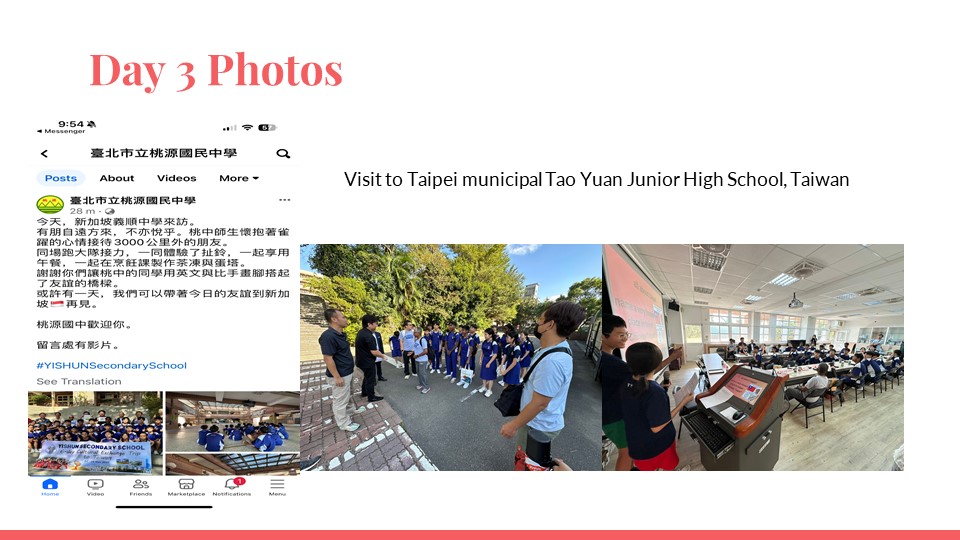 Day 3 Photos
9:54
Messenger
67
臺北市立桃源國民中學
Posts About Videos More
臺北市立桃源國民中學
28 m
今天，新加坡義順中學來訪。
有朋自遠方來，不亦悅乎。桃中師生懷抱著雀
躍的心情接待3000公里外的朋友。
同場跑大隊接力，一同體驗了扯鈴，一起享用
午餐，一起在烹飪課製作茶凍與蛋塔。
謝謝你們讓桃中的同學用英文與比手畫腳搭起
了友誼的橋樑。
或許有一天，我們可以帶著今日的友誼到新加
坡🇸🇬再見。
桃源國中歡迎你。
留言處有影片。
#YISHUNSecondarySchool
See Translation
YISHUN SECONDARY SCHOOL
Home Video Friends Marketplace Notifications Menu
1
Visit to Taipei municipal Tao Yuan Junior High School, Taiwan